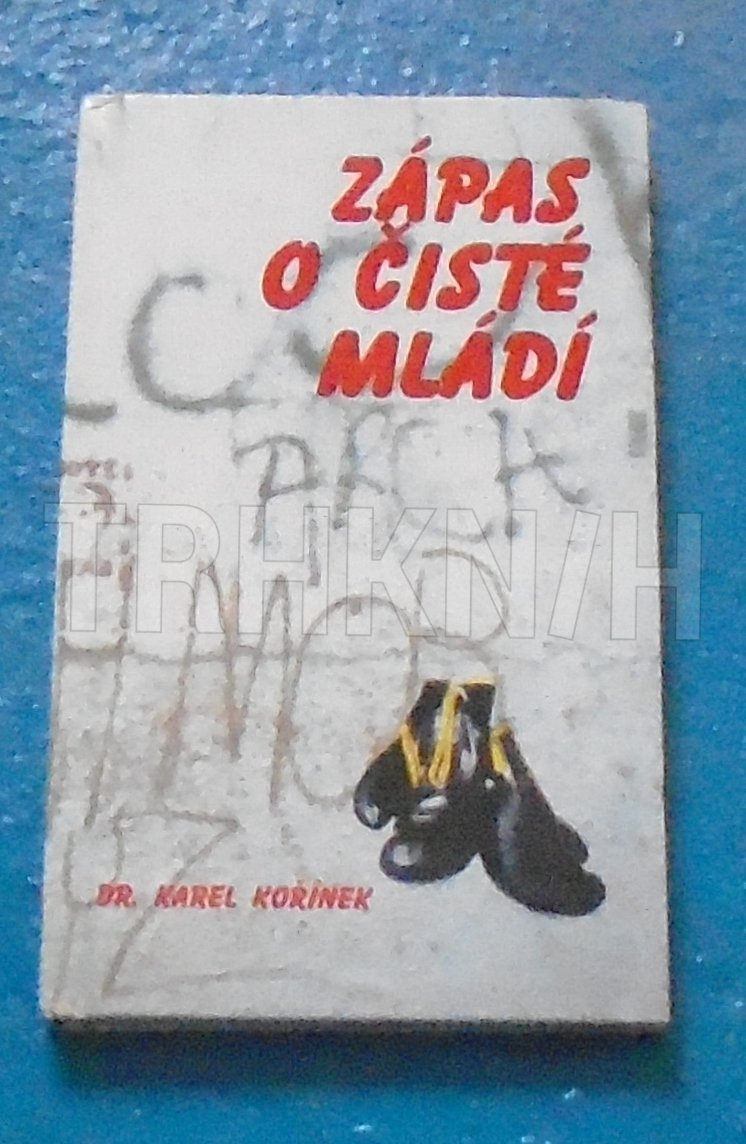 ZÁPAS
O ČISTÉ
MLÁDÍ
TRHKNIH
DR. KAREL KOŘÍNEK